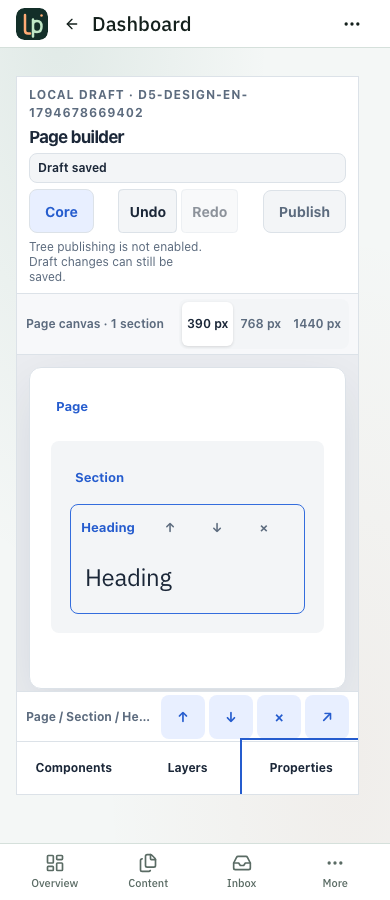 lp
Dashboard
LOCAL DRAFT · D5-DESIGN-EN-
1794678669402
Page builder
Draft saved
Core
Undo
Redo
Publish
Tree publishing is not enabled.
Draft changes can still be
saved.
Page canvas · 1 section
390 px
768 px
1440 px
Page
Section
Heading
Heading
Page / Section / He...
Components
Layers
Properties
Overview
Content
Inbox
More